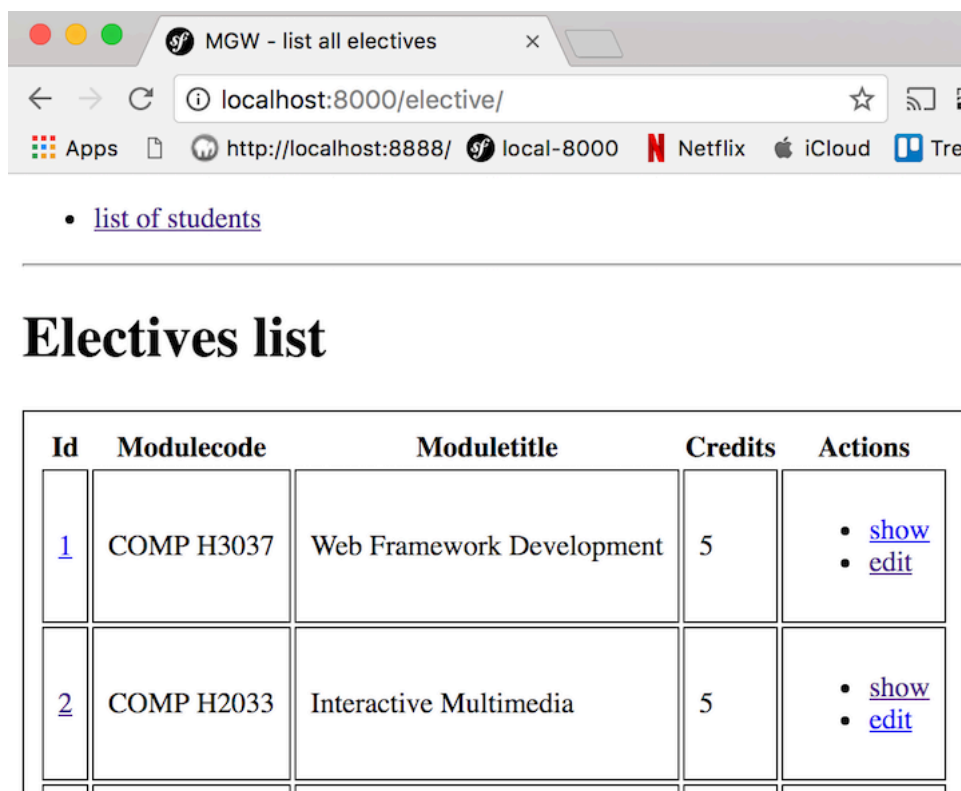 MGW - list all electives
localhost:8000/elective/
Apps http://localhost:8888/ local-8000 Netflix iCloud Tre
list of students
Electives list
Id Modulecode Moduletitle Credits Actions
1 COMP H3037 Web Framework Development 5 show
edit
2 COMP H2033 Interactive Multimedia 5 show
edit